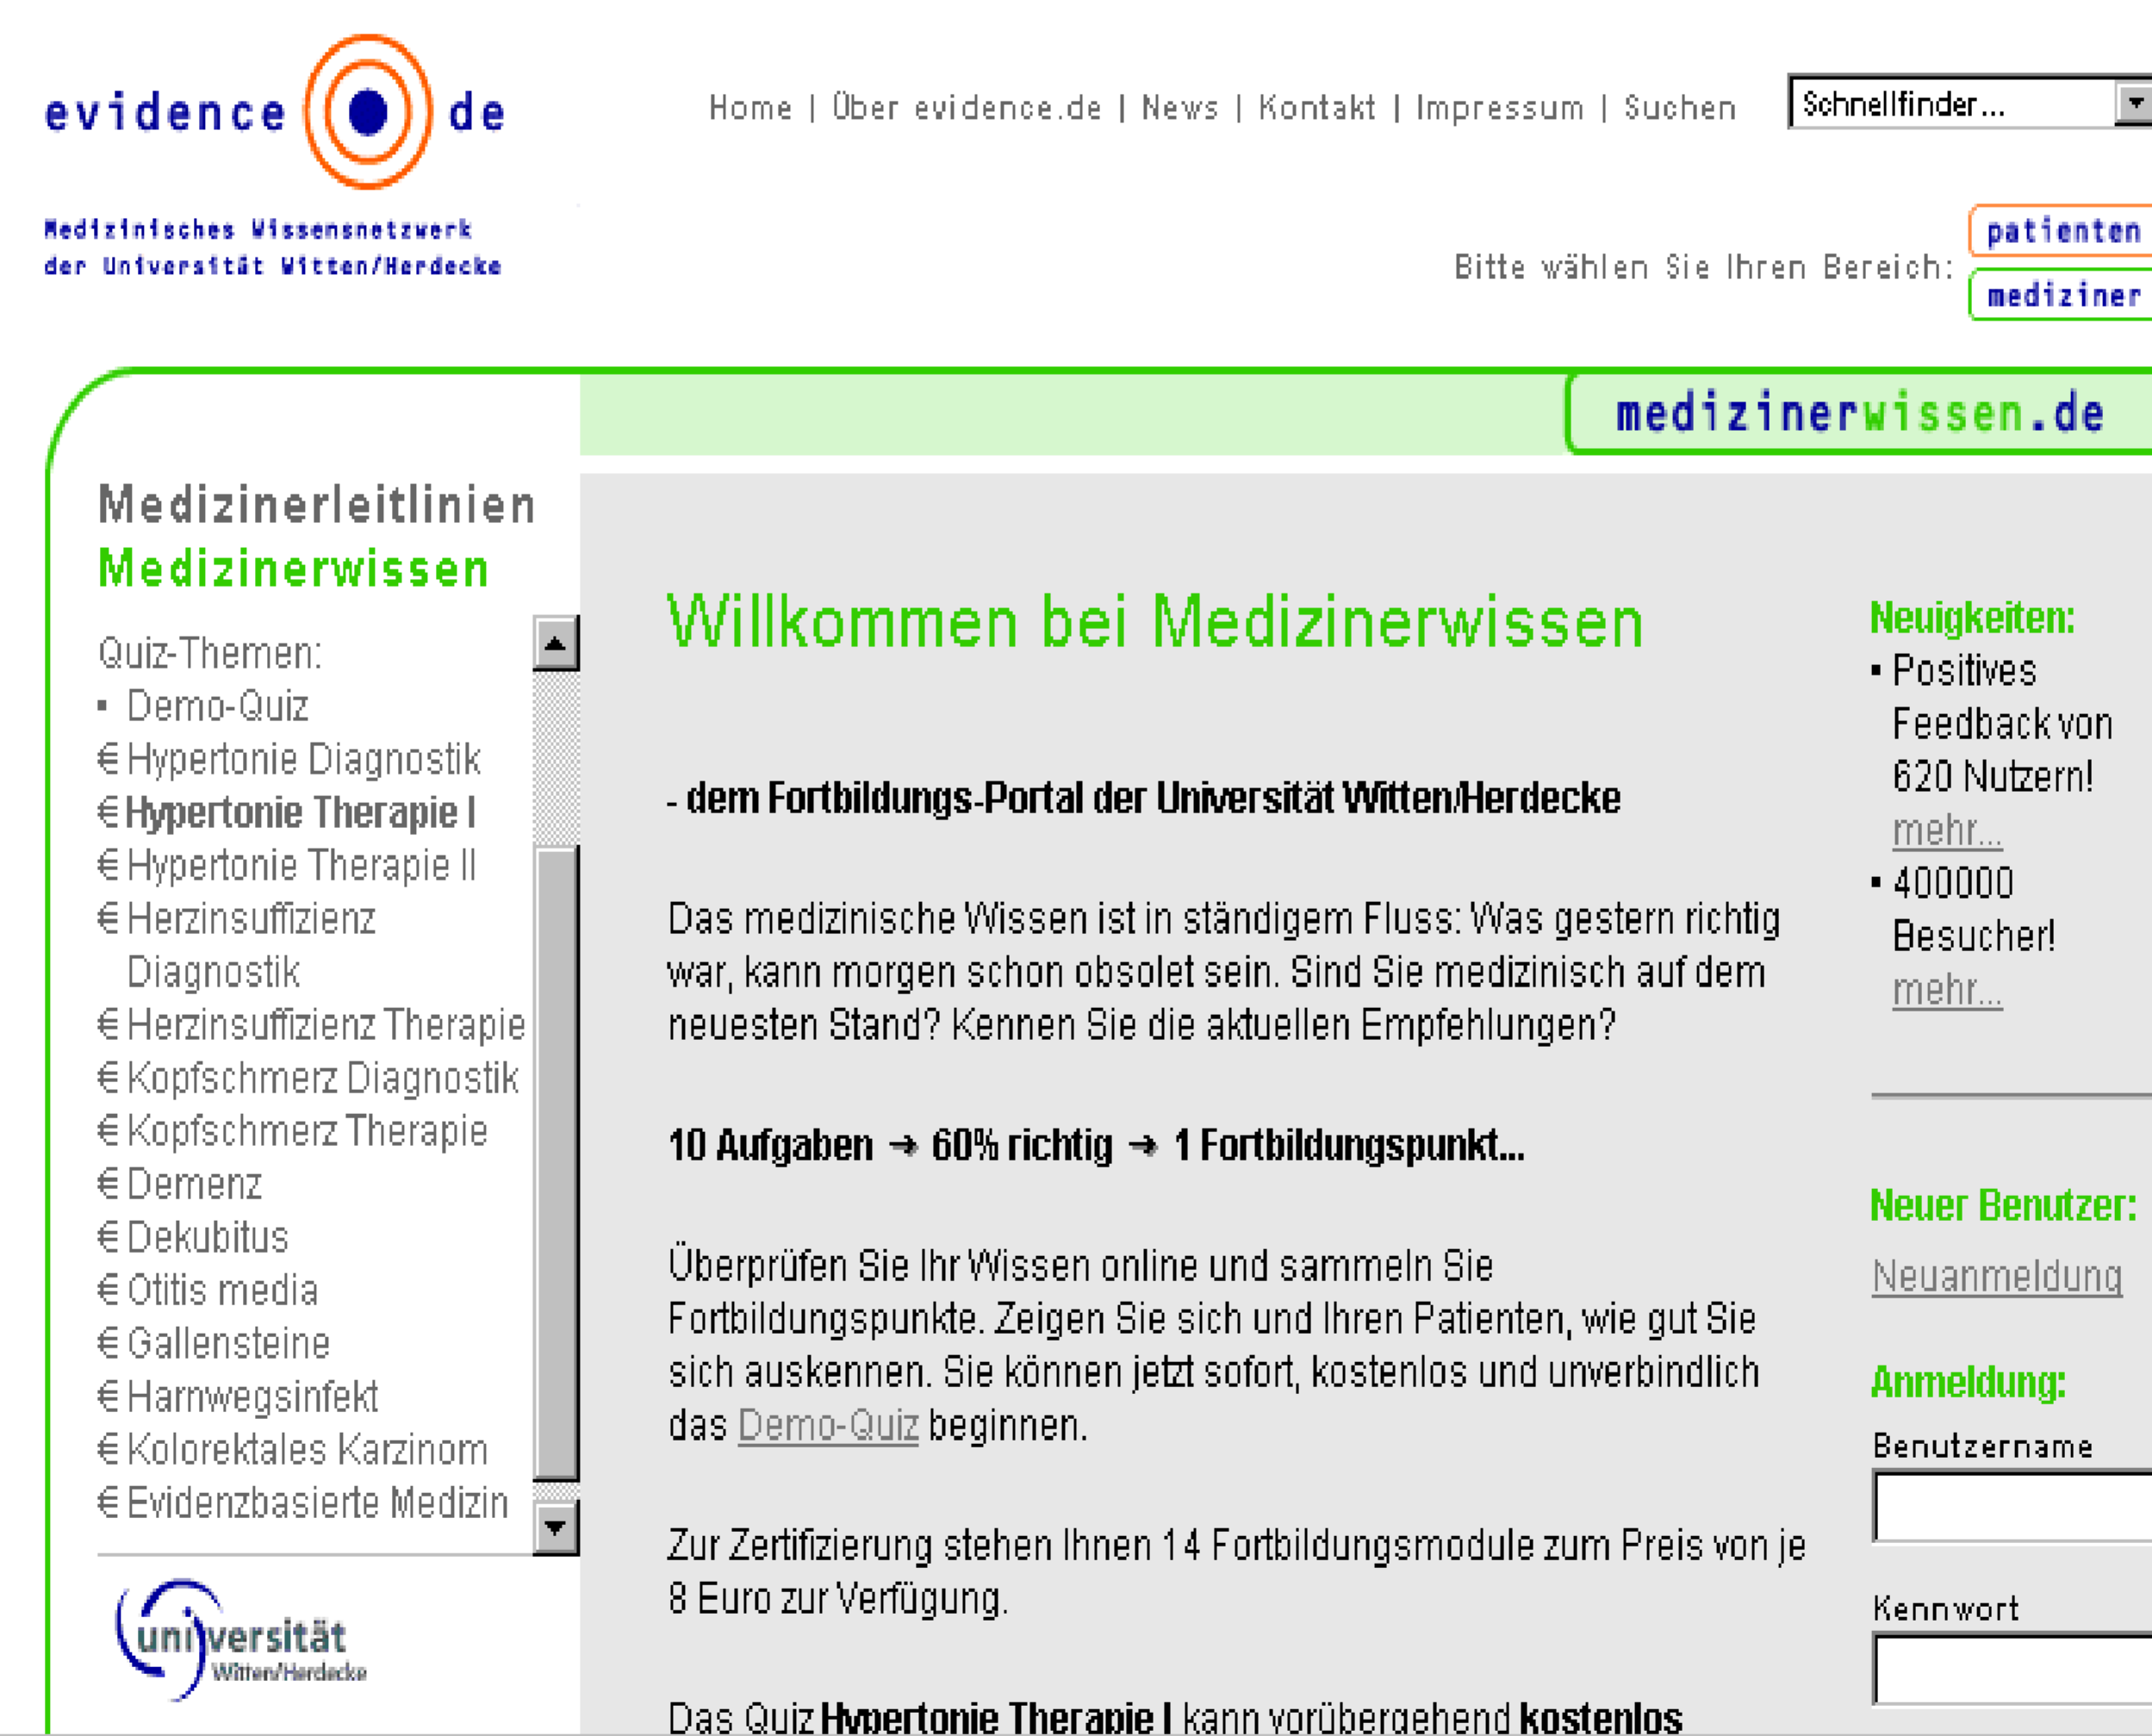 evidence de
Medizinisches Wissensnetzwerk
der Universität Witten/Herdecke
Home | Über evidence.de | News | Kontakt | Impressum | Suchen
Schnellfinder...
Bitte wählen Sie Ihren Bereich:
patienten
mediziner
medizinerwissen.de
Medizinerleitlinien
Medizinerwissen
Quiz-Themen:
▪ Demo-Quiz
€ Hypertonie Diagnostik
€ Hypertonie Therapie I
€ Hypertonie Therapie II
€ Herzinsuffizienz
Diagnostik
€ Herzinsuffizienz Therapie
€ Kopfschmerz Diagnostik
€ Kopfschmerz Therapie
€ Demenz
€ Dekubitus
€ Otitis media
€ Gallensteine
€ Harnwegsinfekt
€ Kolorektales Karzinom
€ Evidenzbasierte Medizin
universität
Witten/Herdecke
Willkommen bei Medizinerwissen
- dem Fortbildungs-Portal der Universität Witten/Herdecke
Das medizinische Wissen ist in ständigem Fluss: Was gestern richtig
war, kann morgen schon obsolet sein. Sind Sie medizinisch auf dem
neuesten Stand? Kennen Sie die aktuellen Empfehlungen?
10 Aufgaben → 60% richtig → 1 Fortbildungspunkt...
Überprüfen Sie Ihr Wissen online und sammeln Sie
Fortbildungspunkte. Zeigen Sie sich und Ihren Patienten, wie gut Sie
sich auskennen. Sie können jetzt sofort, kostenlos und unverbindlich
das Demo-Quiz beginnen.
Zur Zertifizierung stehen Ihnen 14 Fortbildungsmodule zum Preis von je
8 Euro zur Verfügung.
Das Quiz Hypertonie Therapie I kann vorübergehend kostenlos
Neuigkeiten:
▪ Positives
Feedback von
620 Nutzern!
mehr...
▪ 400000
Besucher!
mehr...
Neuer Benutzer:
Neuanmeldung
Anmeldung:
Benutzername
Kennwort